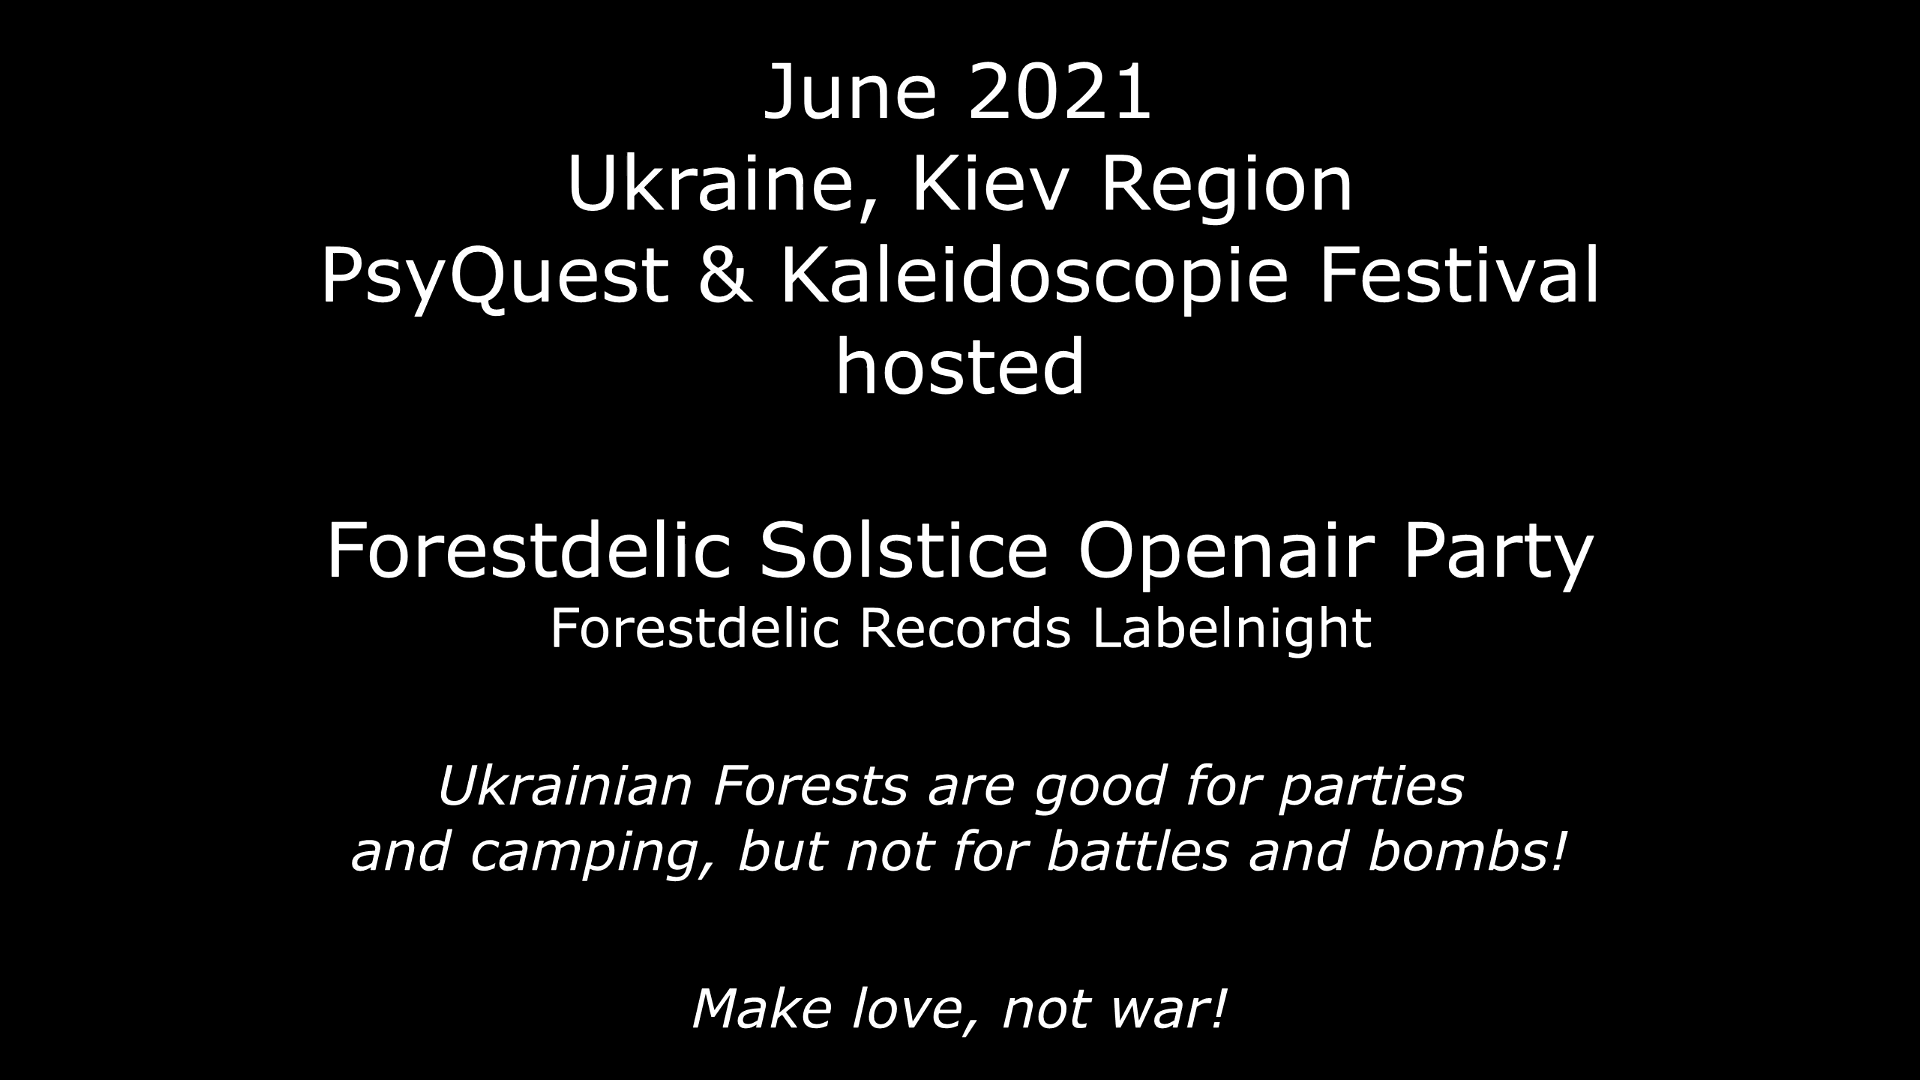 June 2021
Ukraine, Kiev Region
PsyQuest & Kaleidoscopie Festival
hosted
Forestdelic Solstice Openair Party
Forestdelic Records Labelnight
Ukrainian Forests are good for parties
and camping, but not for battles and bombs!
Make love, not war!